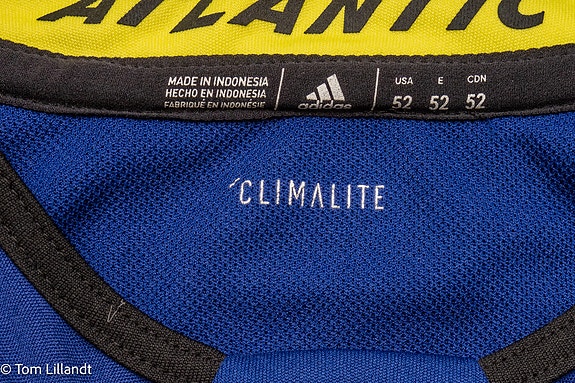 ATLANTIC
MADE IN INDONESIA
HECHO EN INDONESIA
FABRIQUÉ EN INDONÉSIE
adidas
USA E CDN
52 52 52
CLIMALITE
© Tom Lillandt